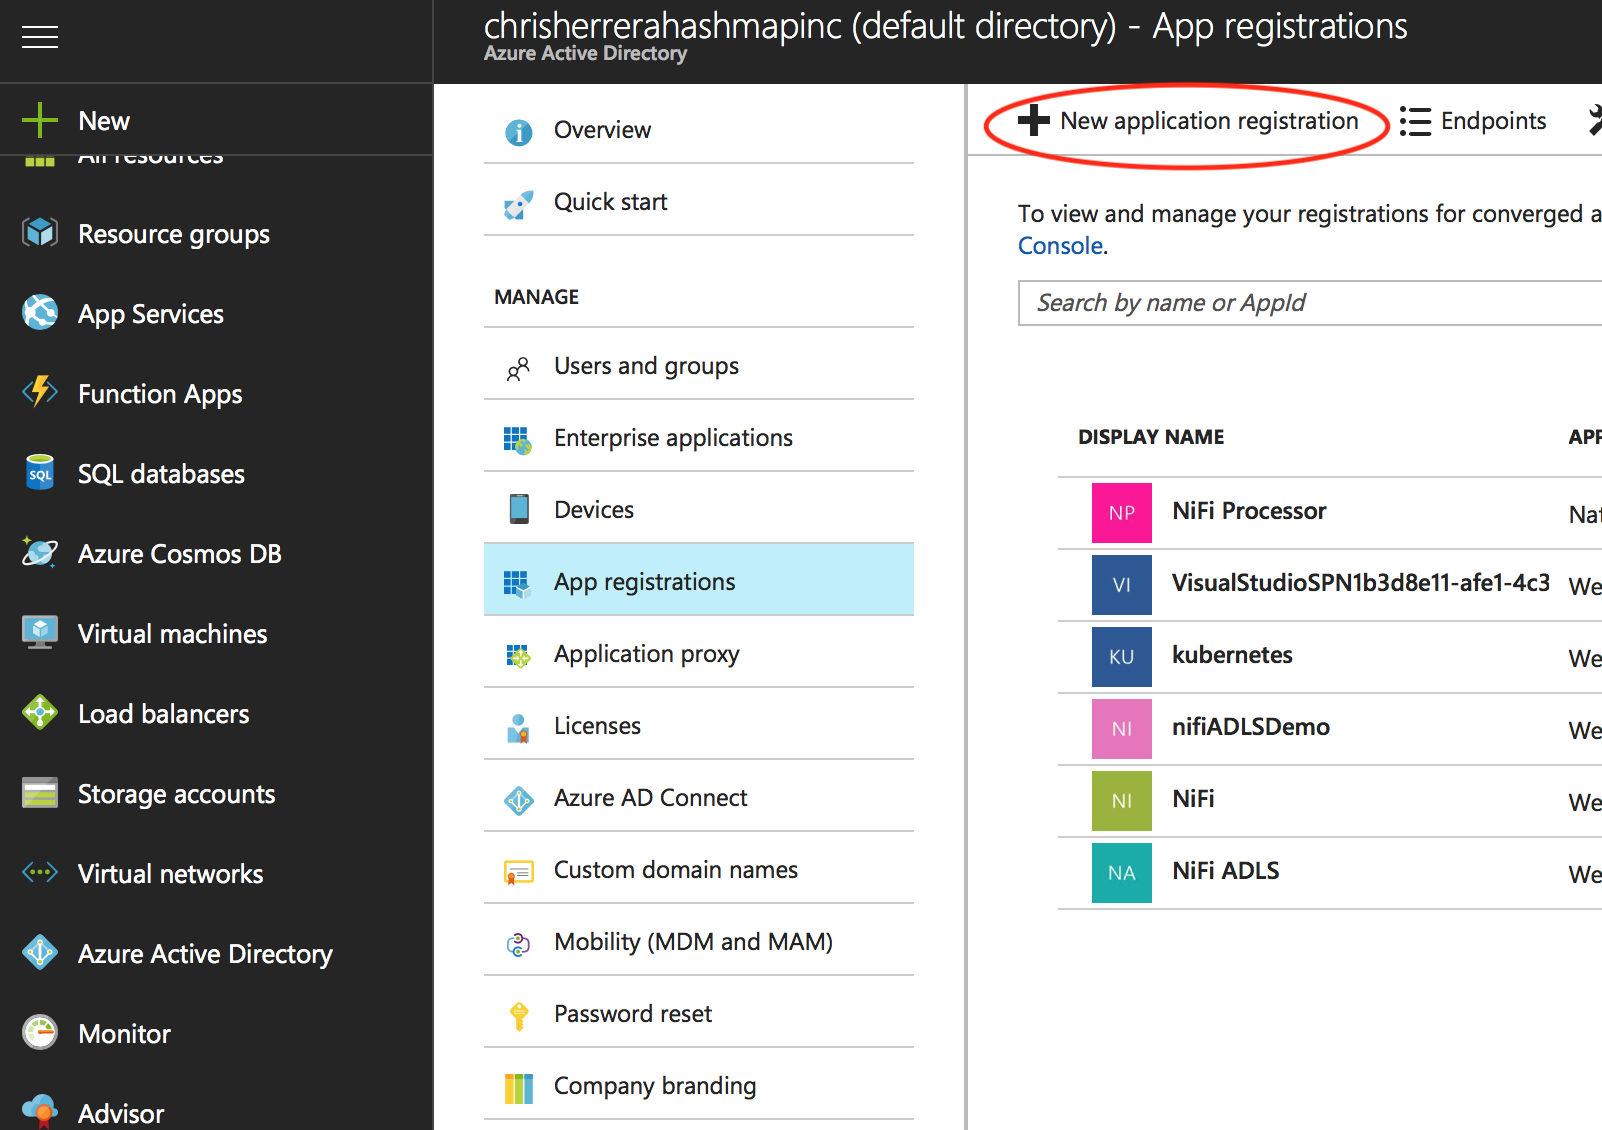 chrisherrerahashmapinc (default directory) - App registrations
Azure Active Directory
New
All resources
Resource groups
App Services
Function Apps
SQL
SQL databases
Azure Cosmos DB
Virtual machines
Load balancers
Storage accounts
Virtual networks
Azure Active Directory
Monitor
Advisor
Overview
Quick start
MANAGE
Users and groups
Enterprise applications
Devices
App registrations
Application proxy
Licenses
Azure AD Connect
Custom domain names
Mobility (MDM and MAM)
Password reset
Company branding
New application registration
Endpoints
To view and manage your registrations for converged a
Console.
Search by name or AppId
DISPLAY NAME APP
NP NiFi Processor Nat
VI VisualStudioSPN1b3d8e11-afe1-4c3 We
KU kubernetes We
NI nifiADLSDemo We
NI NiFi We
NA NiFi ADLS We